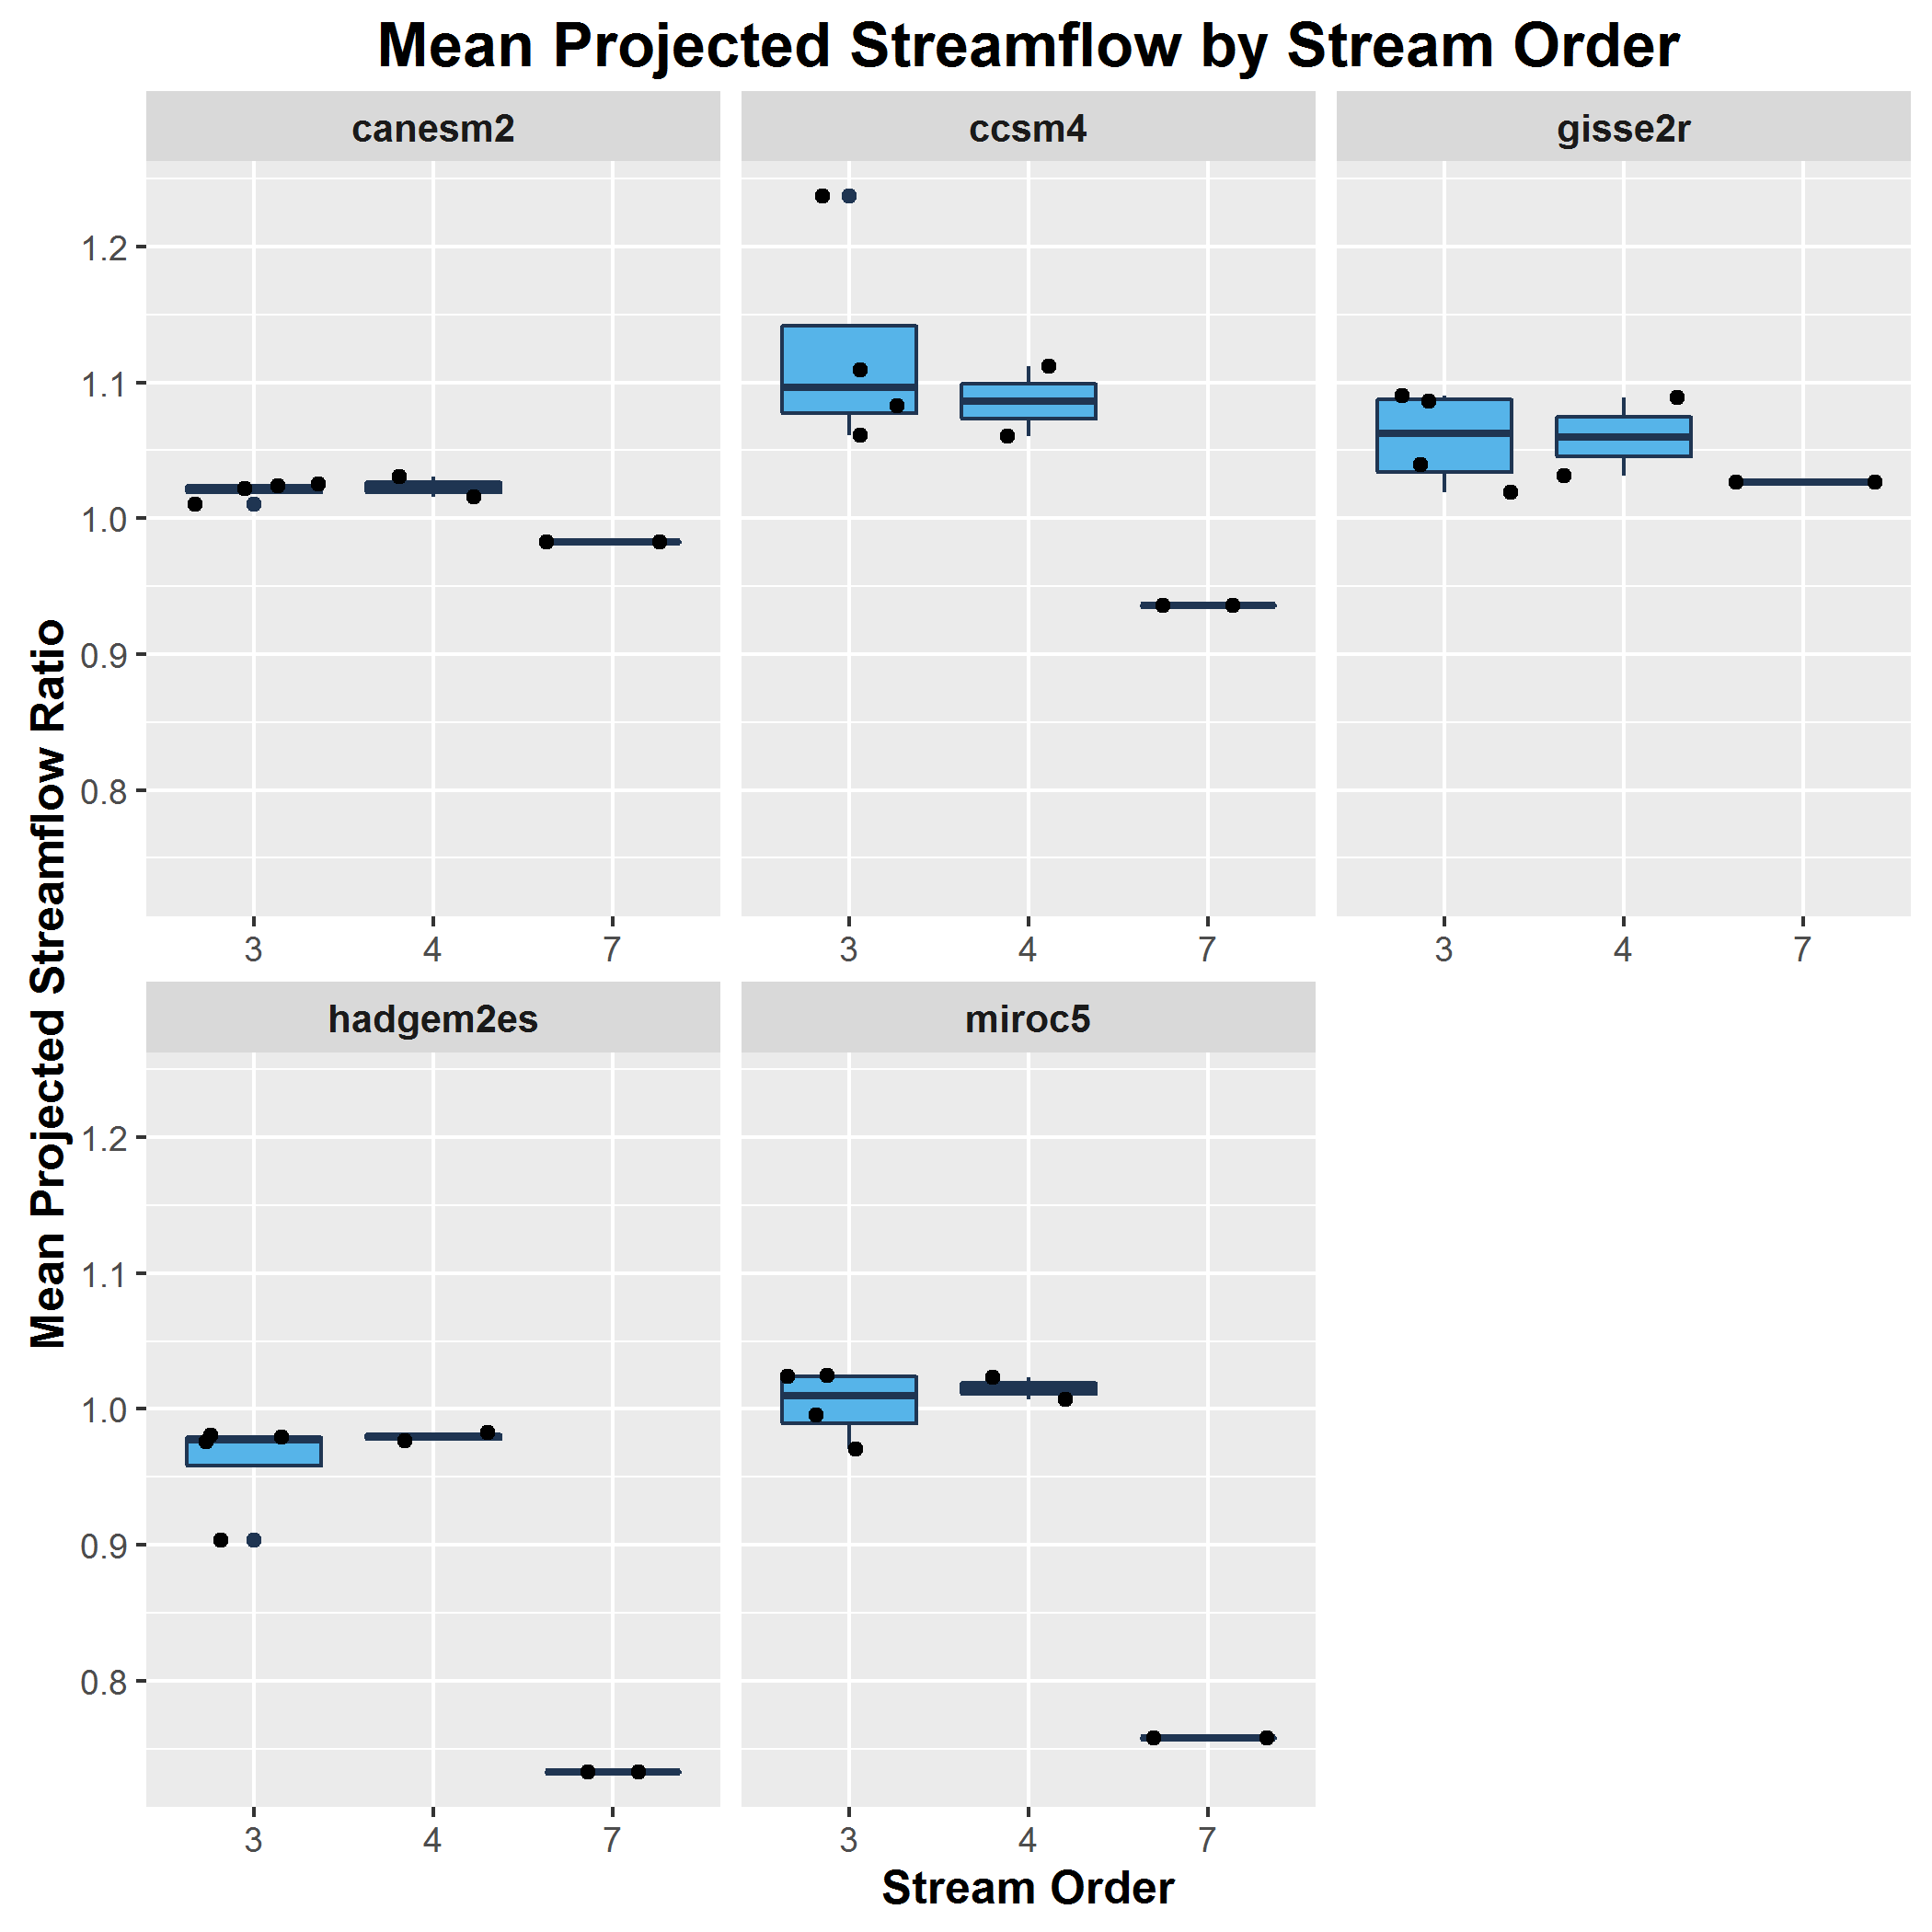 Mean Projected Streamflow by Stream Order
canesm2
ccsm4
gisse2r
1.2
1.1
1.0
0.9
0.8
3 4 7
3 4 7
3 4 7
Mean Projected Streamflow Ratio
hadgem2es
miroc5
1.2
1.1
1.0
0.9
0.8
3 4 7
3 4 7
Stream Order